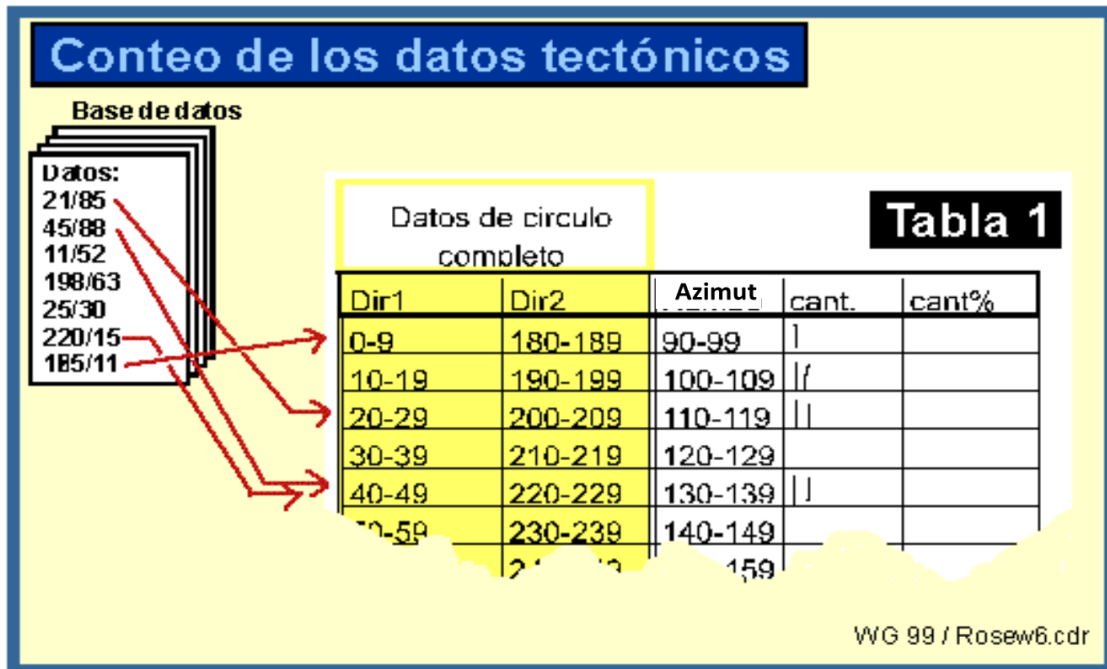 Conteo de los datos tectónicos
Base de datos
Datos:
21/85
45/88
11/52
198/63
25/30
220/15
185/11
Datos de circulo
completo
Tabla 1
Dir1 Dir2 Azimut cant. cant%
0-9 180-189 90-99 |
10-19 190-199 100-109 ||
20-29 200-209 110-119 ||
30-39 210-219 120-129
40-49 220-229 130-139 ||
-59 230-239 140-149
159
WG 99 / Rosew6.cdr